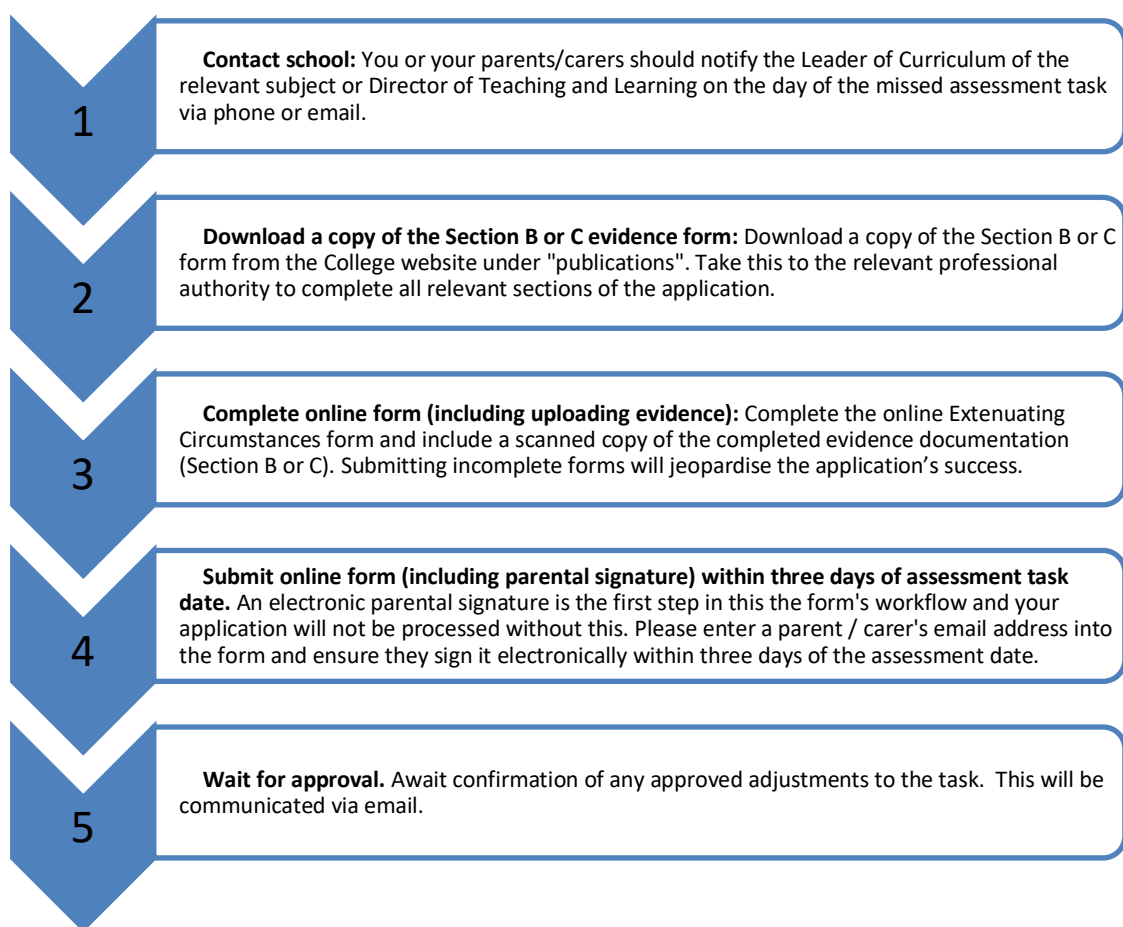 1
Contact school: You or your parents/carers should notify the Leader of Curriculum of the
relevant subject or Director of Teaching and Learning on the day of the missed assessment task
via phone or email.
2
Download a copy of the Section B or C evidence form: Download a copy of the Section B or C
form from the College website under "publications". Take this to the relevant professional
authority to complete all relevant sections of the application.
3
Complete online form (including uploading evidence): Complete the online Extenuating
Circumstances form and include a scanned copy of the completed evidence documentation
(Section B or C). Submitting incomplete forms will jeopardise the application’s success.
4
Submit online form (including parental signature) within three days of assessment task
date. An electronic parental signature is the first step in this the form's workflow and your
application will not be processed without this. Please enter a parent / carer's email address into
the form and ensure they sign it electronically within three days of the assessment date.
5
Wait for approval. Await confirmation of any approved adjustments to the task. This will be
communicated via email.